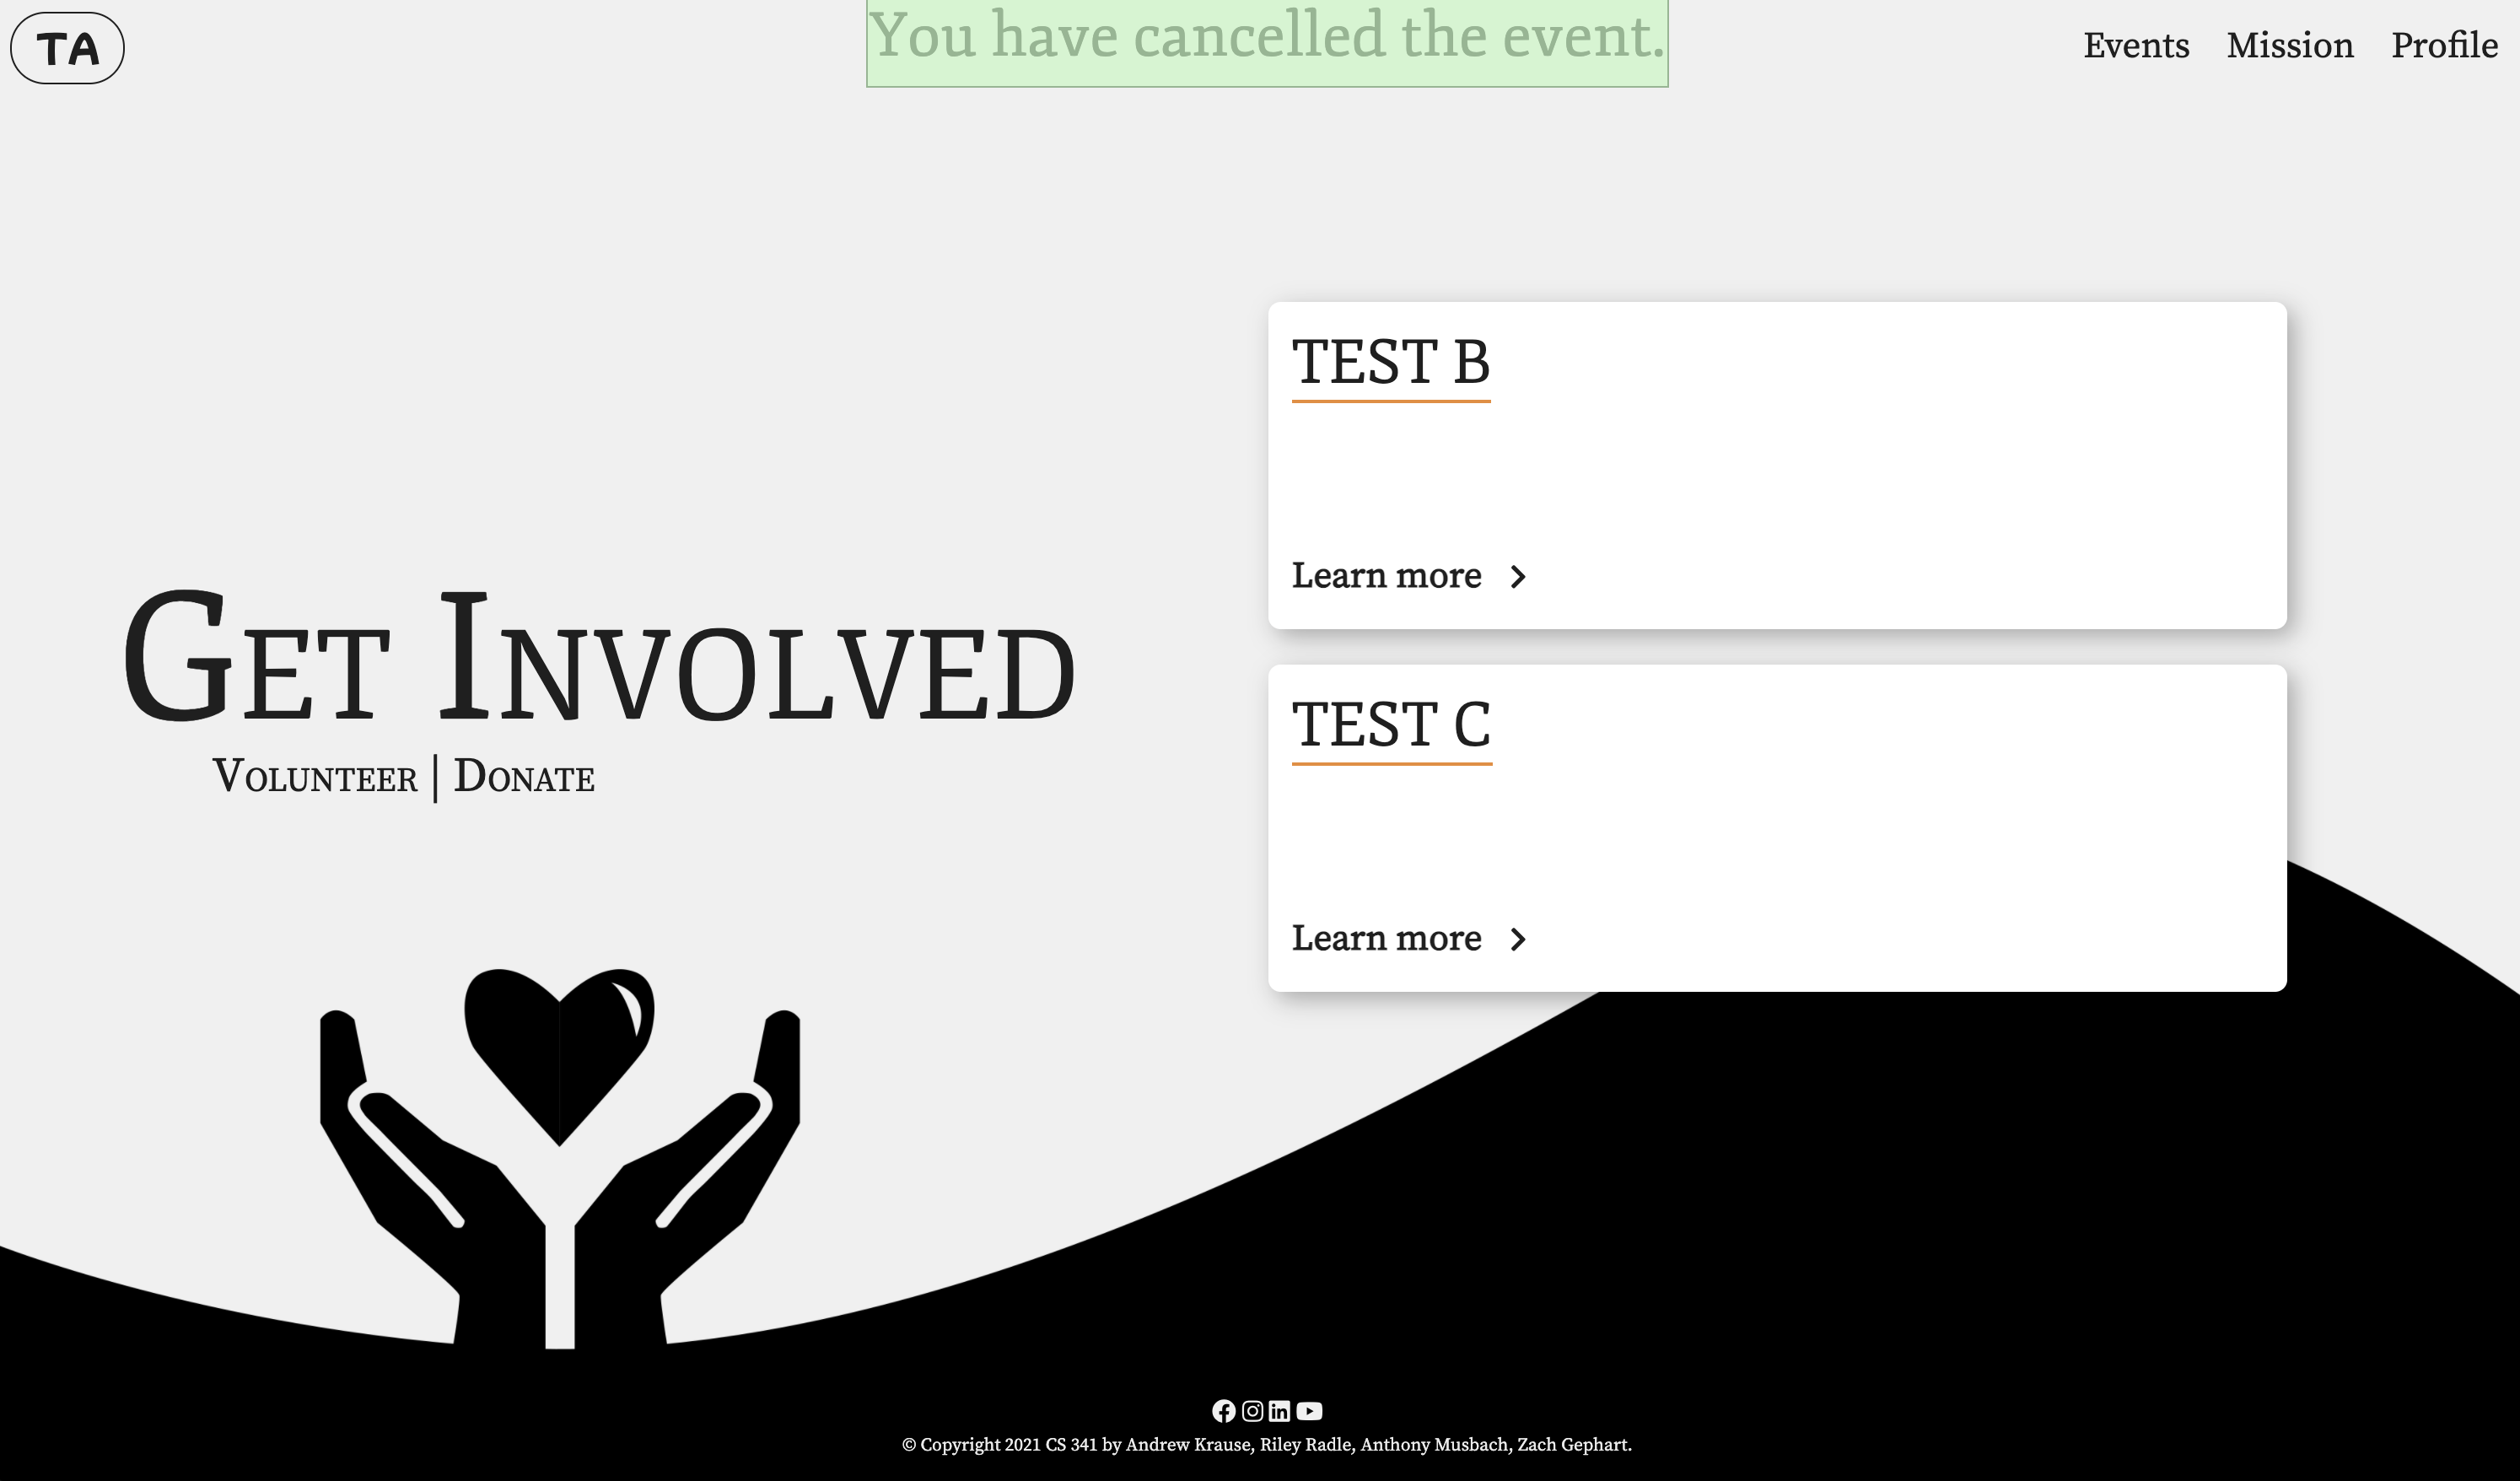 TA
You have cancelled the event.
Events Mission Profile
TEST B
Learn more
Get Involved
Volunteer | Donate
TEST C
Learn more
© Copyright 2021 CS 341 by Andrew Krause, Riley Radle, Anthony Musbach, Zach Gephart.